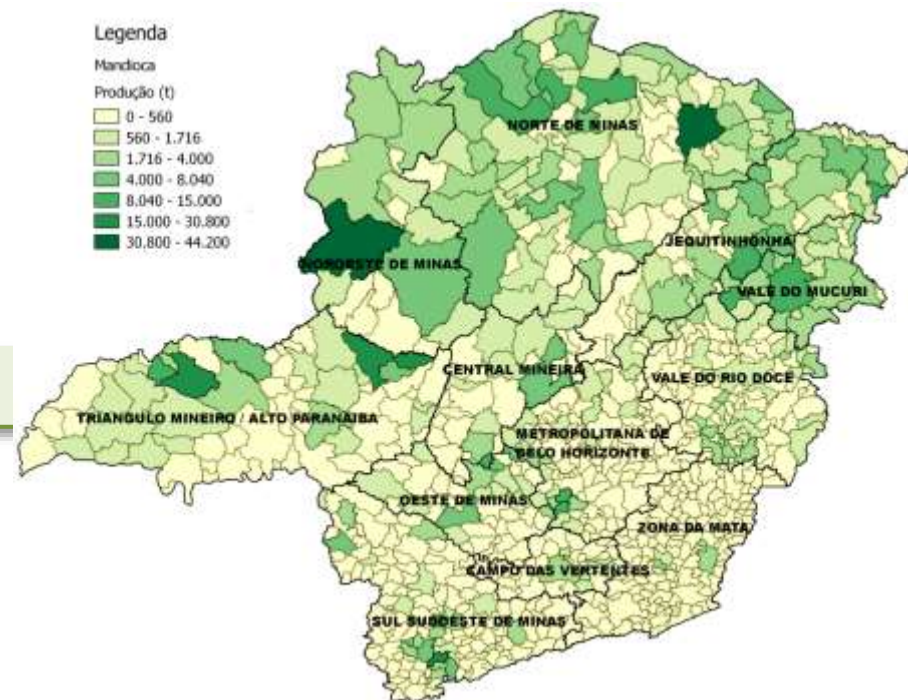 Legenda
Mandioca
Produção (t)
0 - 560
560 - 1.716
1.716 - 4.000
4.000 - 8.040
8.040 - 15.000
15.000 - 30.800
30.800 - 44.200
NORTE DE MINAS
JEQUITINHONHA
NOROESTE DE MINAS
VALE DO MUCURI
CENTRAL MINEIRA
VALE DO RIO DOCE
TRIANGULO MINEIRO / ALTO PARANAIBA
METROPOLITANA DE
BELO HORIZONTE
OESTE DE MINAS
ZONA DA MATA
CAMPO DAS VERTENTES
SUL SUDOESTE DE MINAS